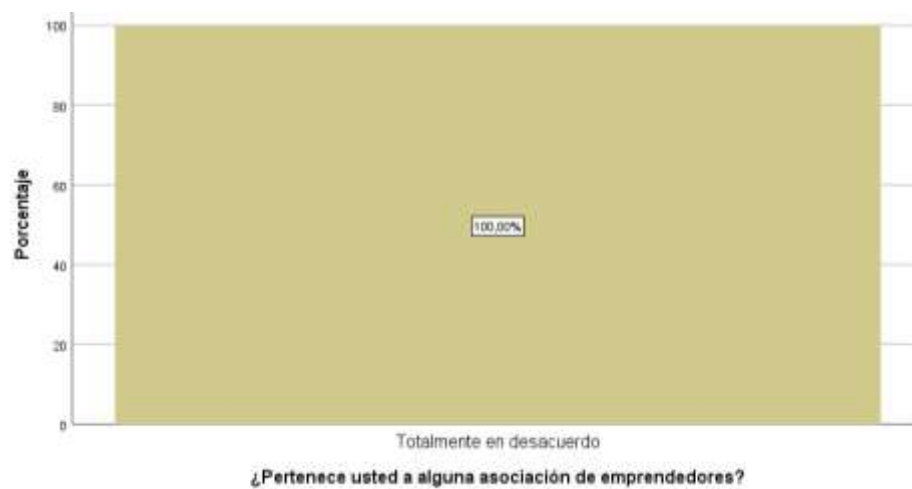 100
80
60
40
20
0
Porcentaje
100,00%
Totalmente en desacuerdo
¿Pertenece usted a alguna asociación de emprendedores?